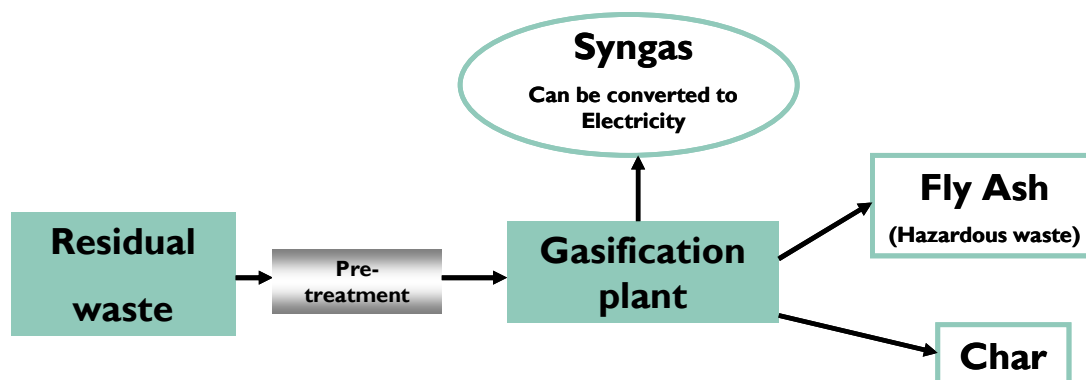 Syngas
Can be converted to
Electricity
Fly Ash
(Hazardous waste)
Residual
waste
Pre-
treatment
Gasification
plant
Char